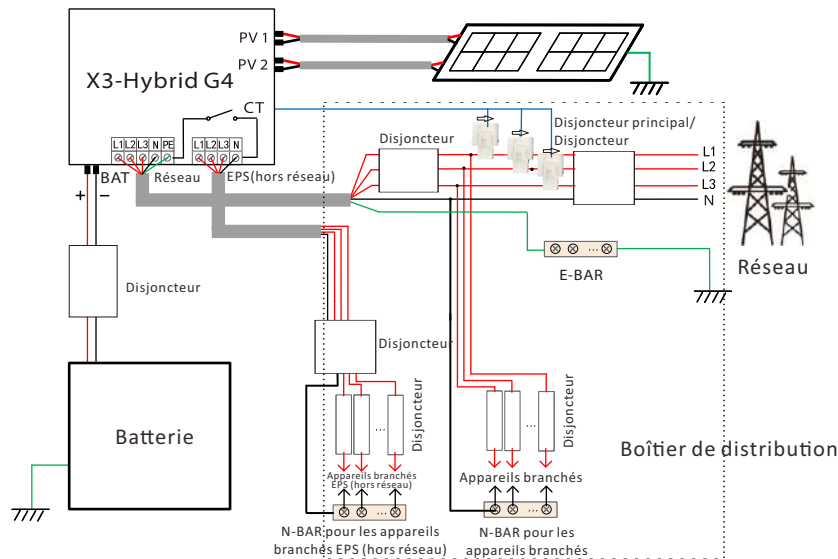 PV 1
PV 2
X3-Hybrid G4
CT
L1 L2 L3 N PE
L1 L2 L3 N
BAT
Réseau
EPS(hors réseau)
+
−
Disjoncteur
Disjoncteur principal/
Disjoncteur
L1
L2
L3
N
E-BAR
Réseau
Disjoncteur
Disjoncteur
Batterie
...
Disjoncteur
...
Disjoncteur
Boîtier de distribution
Appareils branchés
EPS (hors réseau)
Appareils branchés
...
...
N-BAR pour les appareils
branchés EPS (hors réseau)
N-BAR pour les
appareils branchés